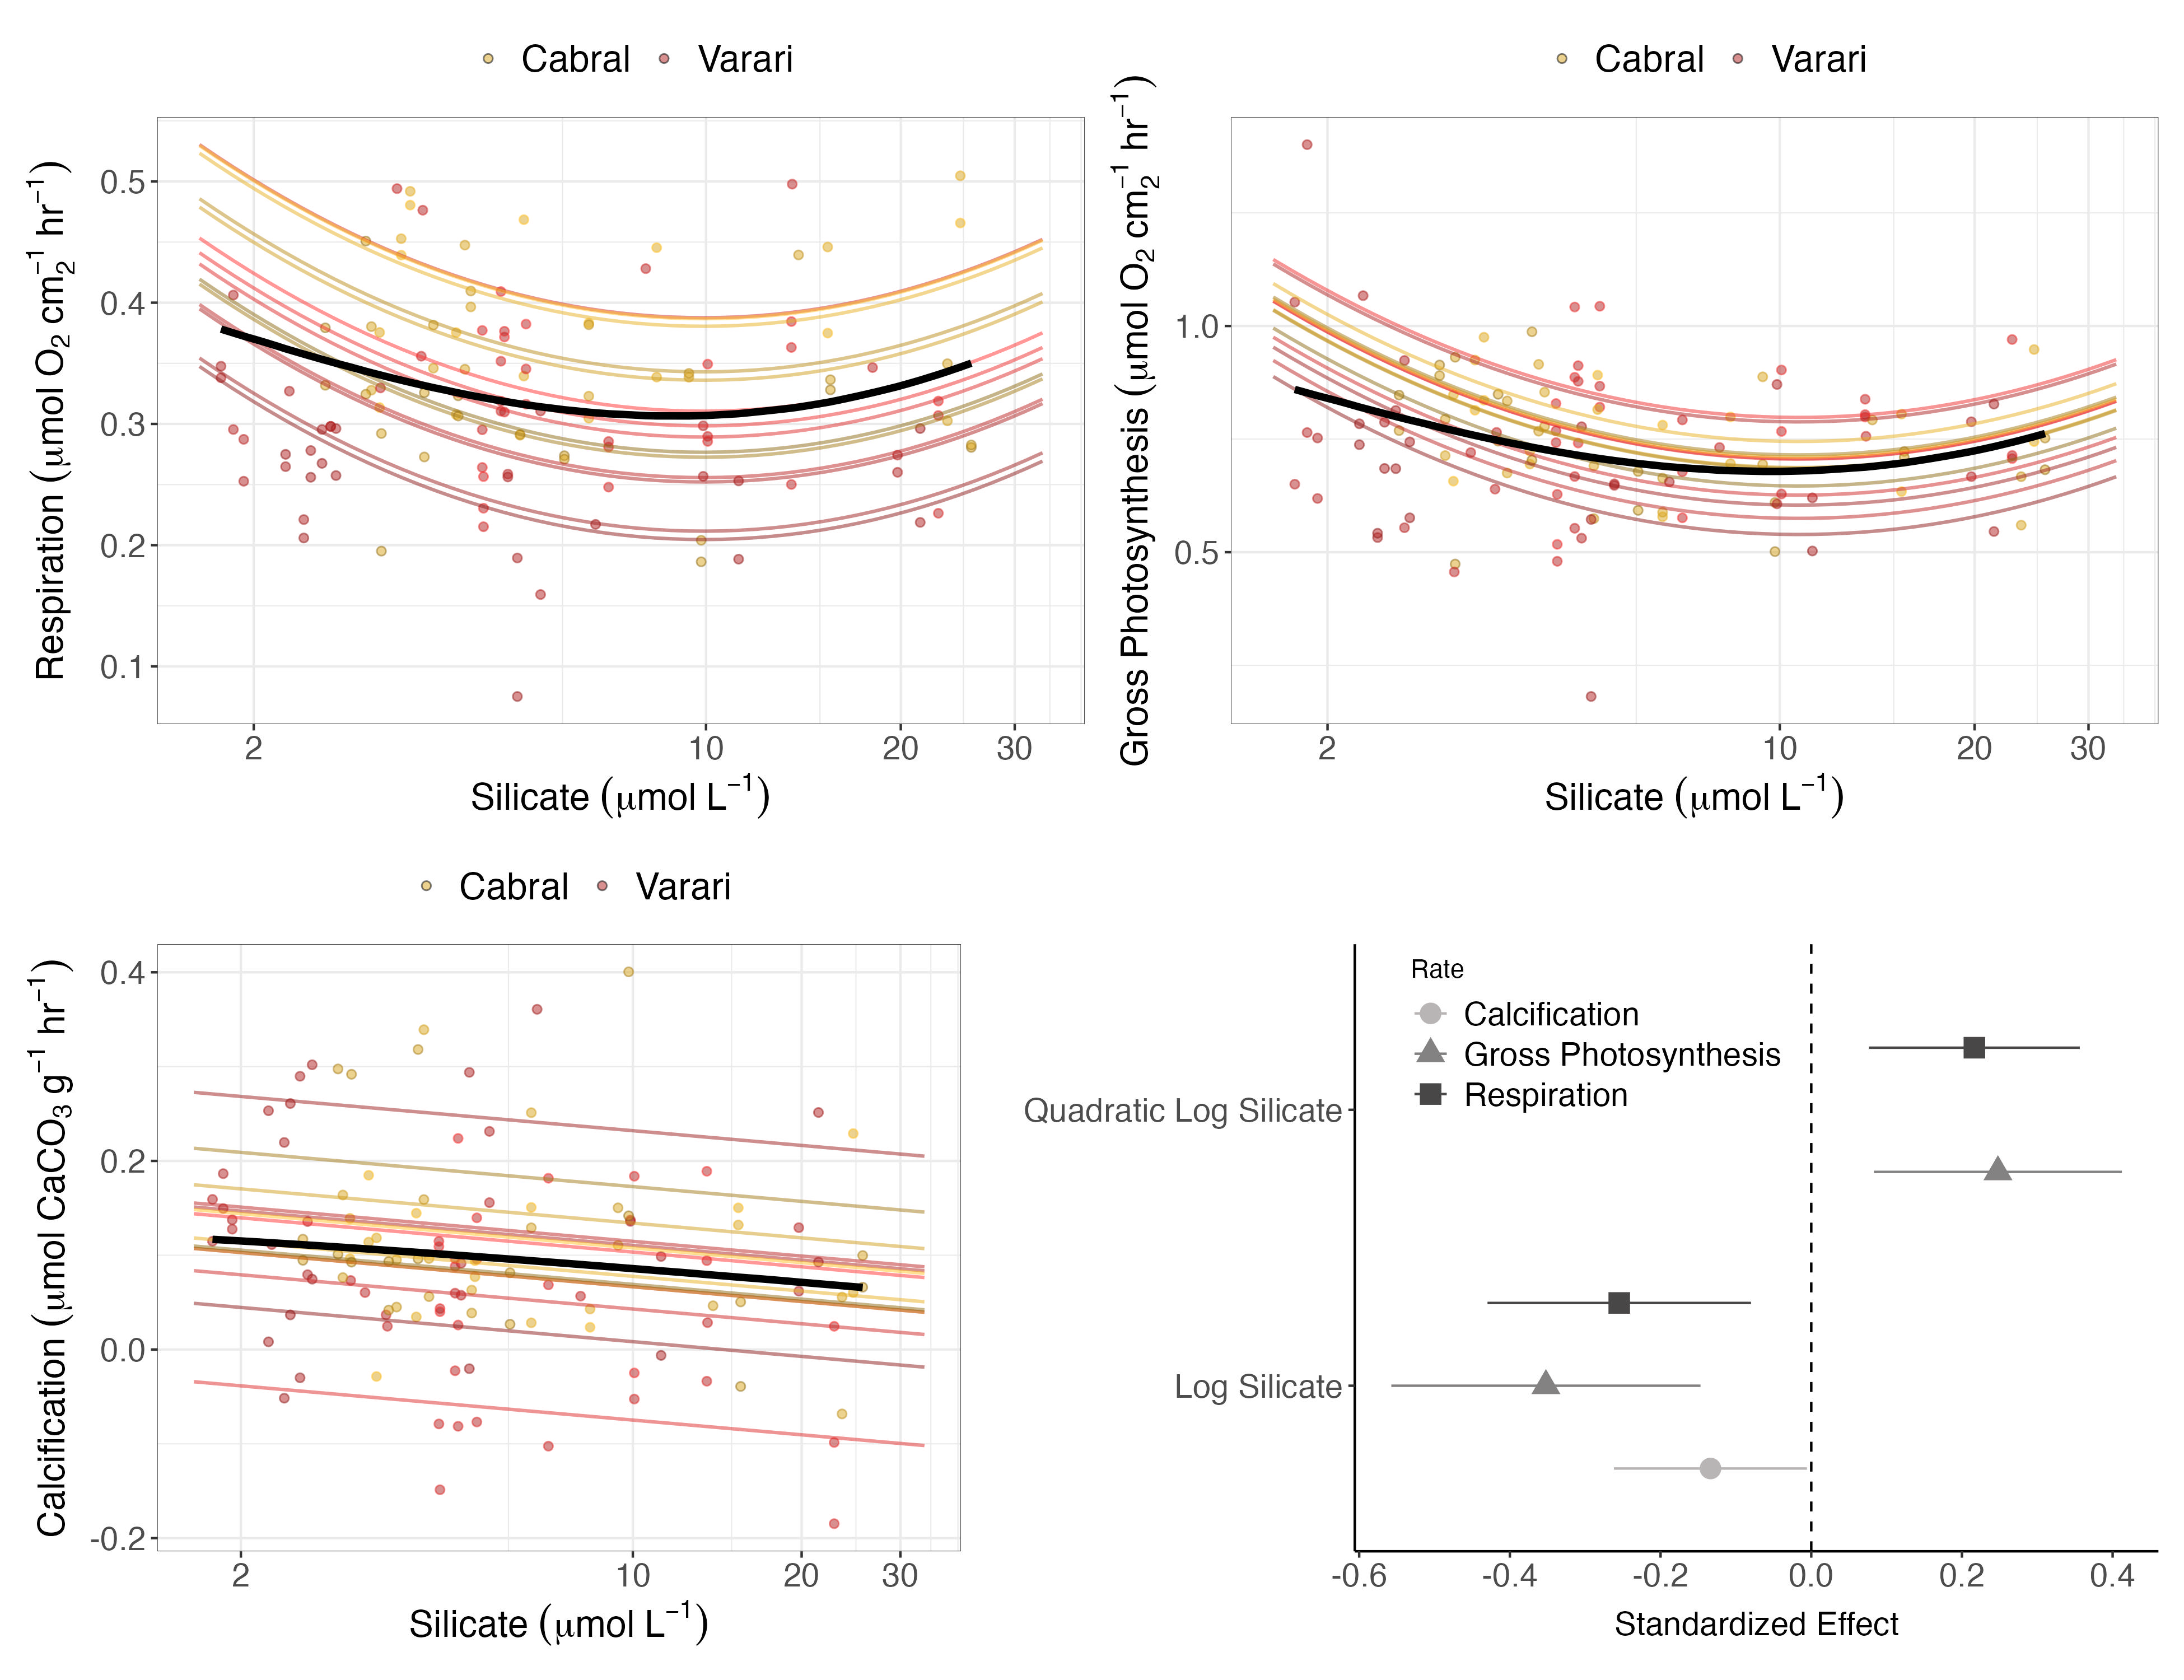 Cabral Varari
Respiration (μmol O₂ cm₂⁻¹ hr⁻¹)
0.5
0.4
0.3
0.2
0.1
2 10 20 30
Silicate (μmol L⁻¹)
Cabral Varari
Gross Photosynthesis (μmol O₂ cm₂⁻¹ hr⁻¹)
1.0
0.5
2 10 20 30
Silicate (μmol L⁻¹)
Cabral Varari
Calcification (μmol CaCO₃ g⁻¹ hr⁻¹)
0.4
0.2
0.0
-0.2
2 10 20 30
Silicate (μmol L⁻¹)
Rate
Calcification
Gross Photosynthesis
Respiration
Quadratic Log Silicate
Log Silicate
-0.6 -0.4 -0.2 0.0 0.2 0.4
Standardized Effect